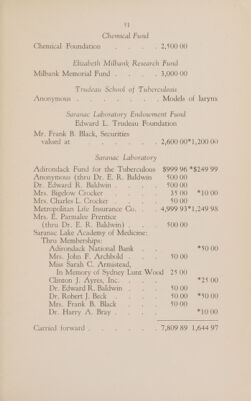 23
Chemical Fund
Chemical Foundation . . . . 2,500 00
Elizabeth Milbank Research Fund
Milbank Memorial Fund . . . . 3,000 00
Trudeau School of Tuberculosis
Anonymous . . . . . . . Models of larynx
Saranac Laboratory Endowment Fund
Edward L. Trudeau Foundation
Mr. Frank B. Black, Securities
valued at . . . . . 2,600 00*1,200 00
Saranac Laboratory
Adirondack Fund for the Tuberculous $999 96 *$249 99
Anonymous (thru Dr. E. R. Baldwin 500 00
Dr. Edward R. Baldwin . . . 500 00
Mrs. Bigelow Crocker . . . 35 00 *10 00
Mrs. Charles L. Crocker . . 50 00
Metropolitan Life Insurance Co. . . 4,999 93*1,249 98
Mrs. E. Parmalee Prentice
(thru Dr. E. R. Baldwin) . . . 500 00
Saranac Lake Academy of Medicine:
Thru Memberships:
Adirondack National Bank . . *50 00
Mrs. John F. Archbold . . . 50 00
Miss Sarah C. Armistead,
In Memory of Sydney Lunt Wood 25 00
Clinton J. Ayres, Inc. . . . *25 00
Dr. Edward R. Baldwin . . . 50 00
Dr. Robert J. Beck . . . . 50 00 *50 00
Mrs. Frank B. Black . . . 50 00
Dr. Harry A. Bray . . . . *10 00
Carried forward . . . . . 7,809 89 1,644 97